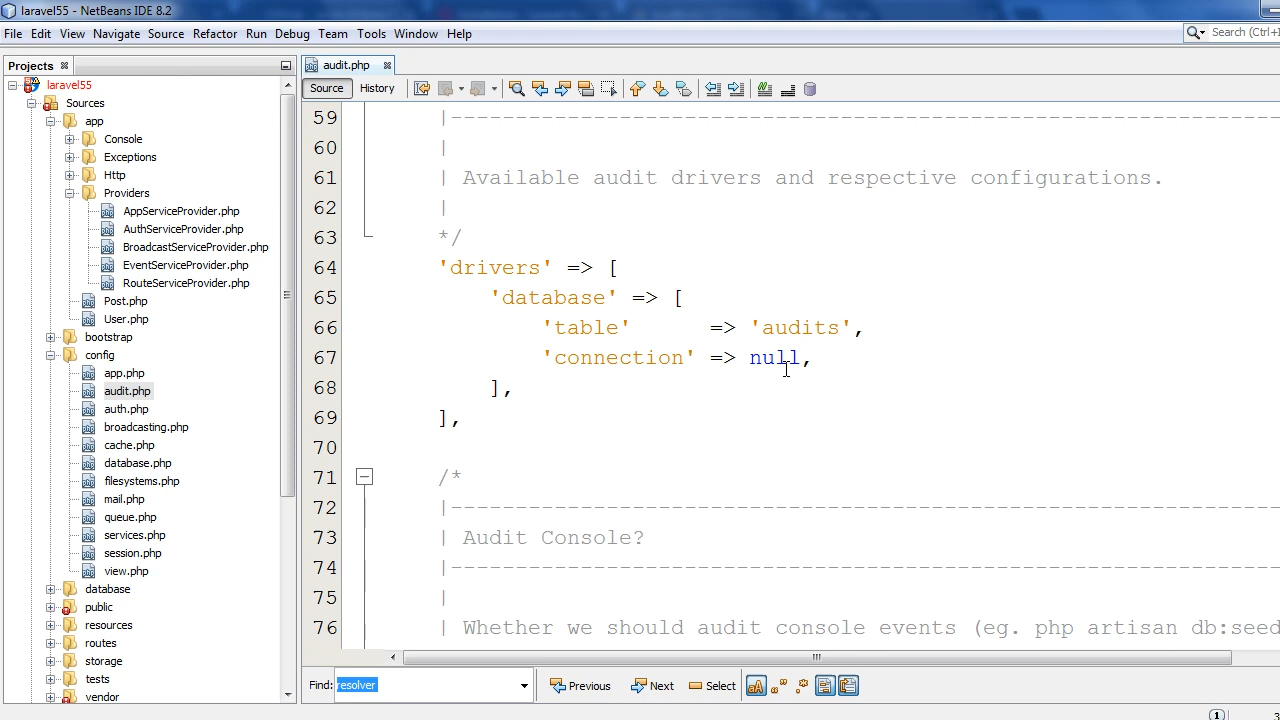 laravel55 - NetBeans IDE 8.2
File Edit View Navigate Source Refactor Run Debug Team Tools Window Help
Search (Ctrl+I
Projects
audit.php
Source History
laravel55
Sources
app
Console
Exceptions
Http
Providers
AppServiceProvider.php
AuthServiceProvider.php
BroadcastServiceProvider.php
EventServiceProvider.php
RouteServiceProvider.php
Post.php
User.php
bootstrap
config
app.php
audit.php
auth.php
broadcasting.php
cache.php
database.php
filesystems.php
mail.php
queue.php
services.php
session.php
view.php
database
public
resources
routes
storage
tests
vendor
59 |--------------------------------------------------------------------------
60 |
61 | Available audit drivers and respective configurations.
62 |
63 */
64 'drivers' => [
65 'database' => [
66 'table' => 'audits',
67 'connection' => null,
68 ],
69 ],
70
71 /*
72 |--------------------------------------------------------------------------
73 | Audit Console?
74 |--------------------------------------------------------------------------
75 |
76 | Whether we should audit console events (eg. php artisan db:seed
Find: resolver Previous Next Select
1